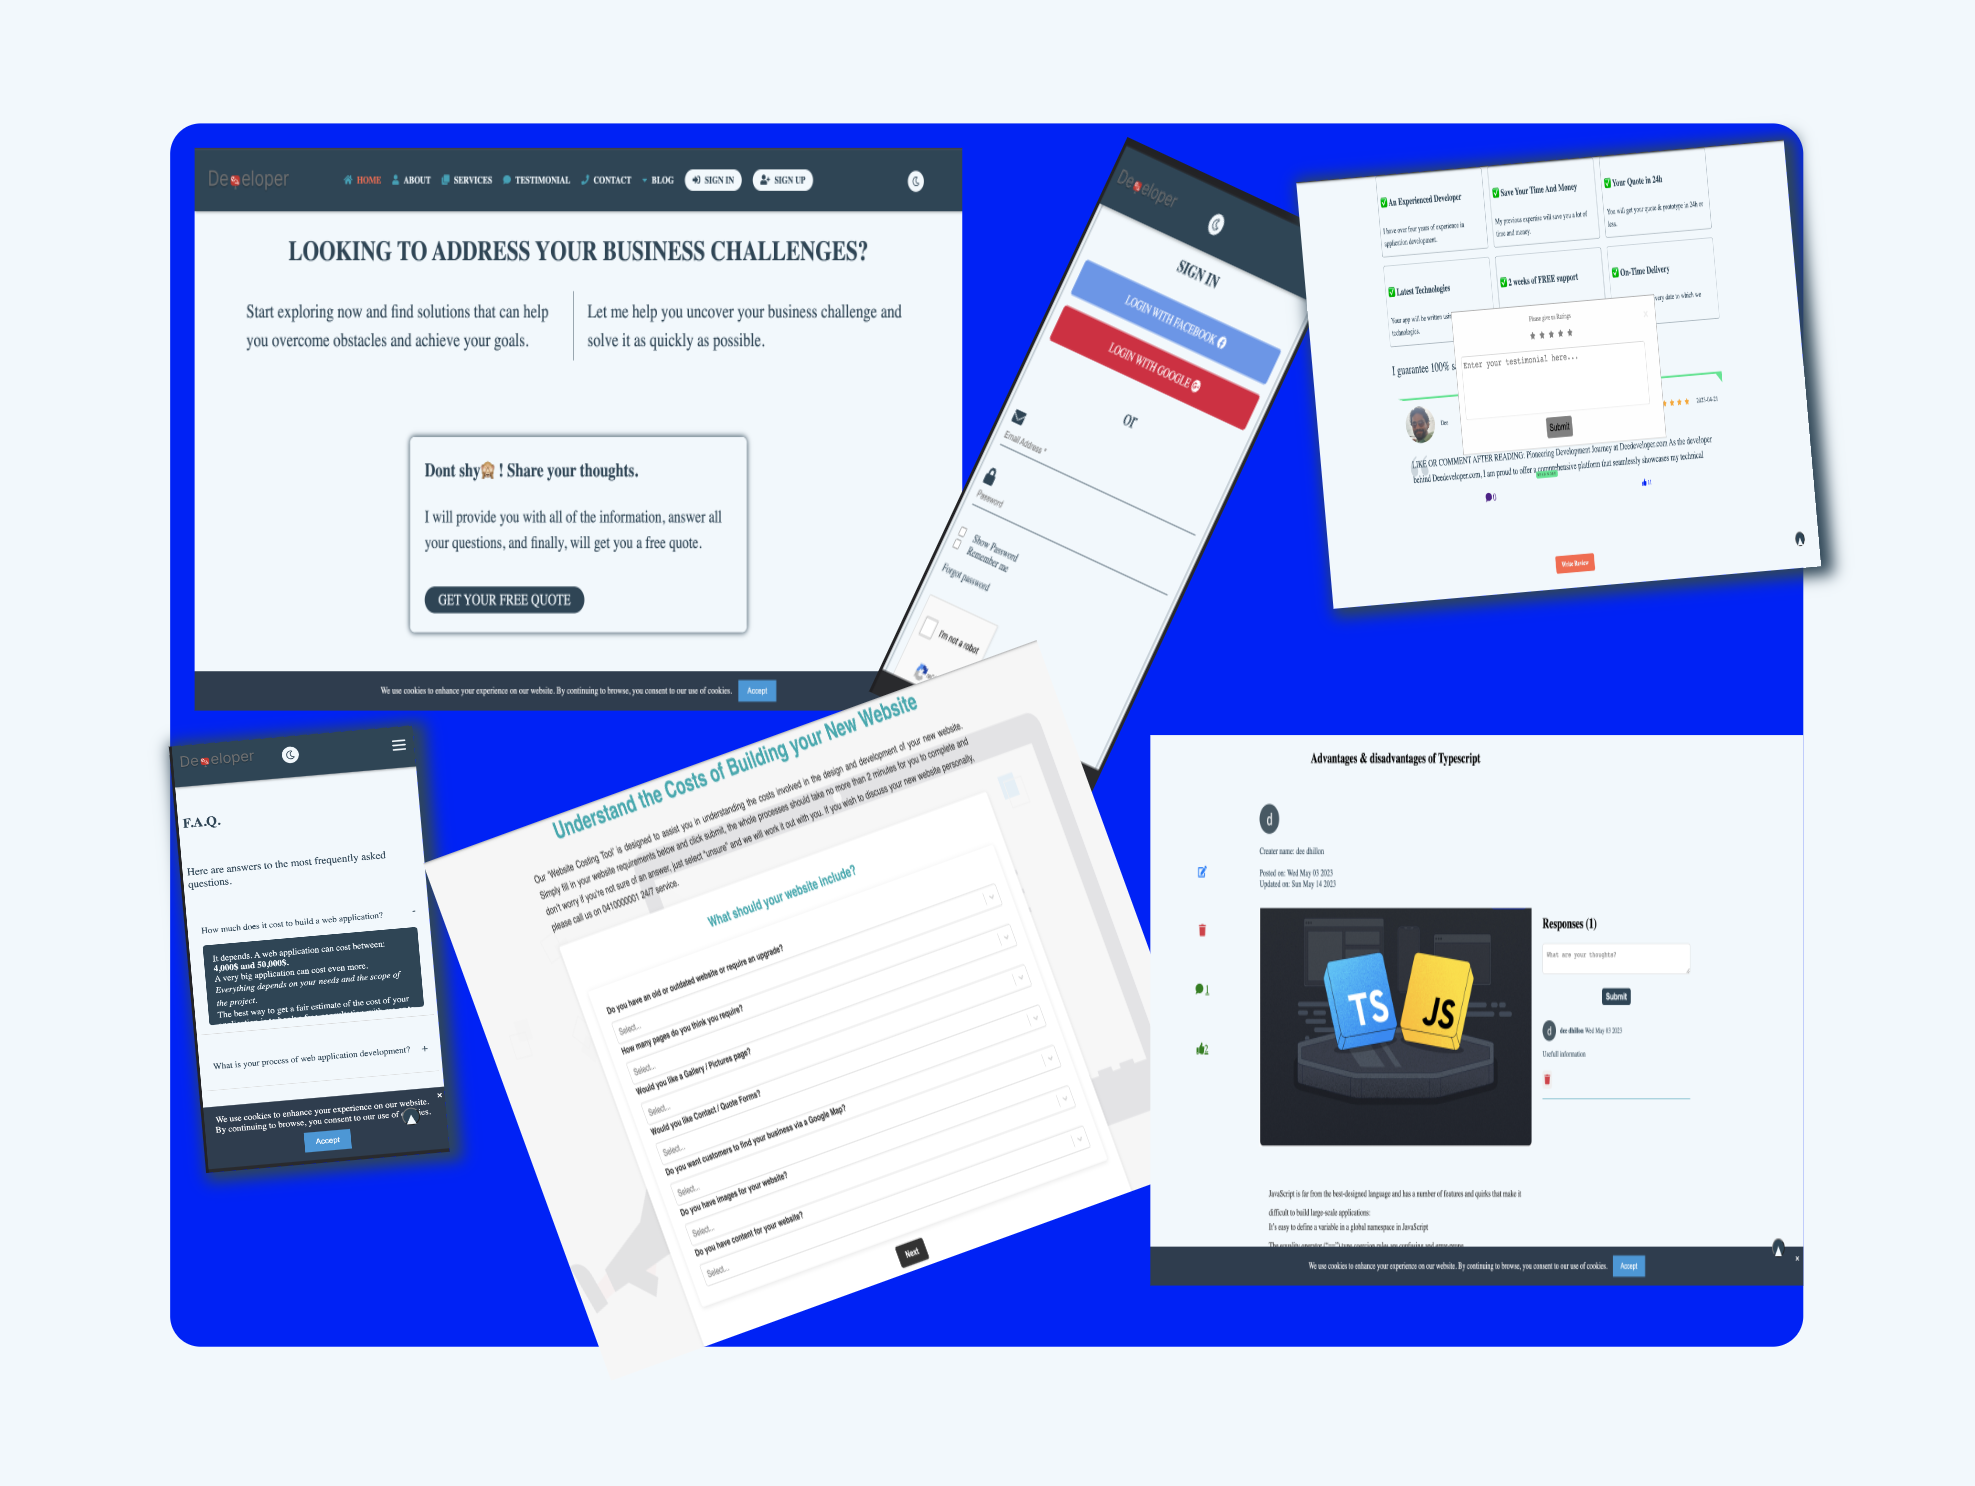 Developer
HOME ABOUT SERVICES TESTIMONIAL CONTACT BLOG SIGN IN SIGN UP
LOOKING TO ADDRESS YOUR BUSINESS CHALLENGES?
Start exploring now and find solutions that can help
you overcome obstacles and achieve your goals.
Let me help you uncover your business challenge and
solve it as quickly as possible.
Dont shy🙈 ! Share your thoughts.
I will provide you with all of the information, answer all
your questions, and finally, will get you a free quote.
GET YOUR FREE QUOTE
We use cookies to enhance your experience on our website. By continuing to browse, you consent to our use of cookies. Accept
Developer
SIGN IN
LOGIN WITH FACEBOOK
LOGIN WITH GOOGLE
or
Email Address *
Password
Show Password
Remember me
Forgot password
I'm not a robot
✅ An Experienced Developer
I have over four years of experience in
application development.
✅ Save Your Time And Money
My previous expertise will save you a lot of
time and money.
✅ Your Quote in 24h
You will get your quote & prototype in 24h or
less.
✅ Latest Technologies
Your app will be written usi
technologies.
✅ 2 weeks of FREE support
✅ On-Time Delivery
very date to which we
Please give us Ratings
x
Enter your testimonial here...
Submit
I guarantee 100% s
Dee
2023-04-23
LIKE OR COMMENT AFTER READING: Pioneering Development Journey at Deedeveloper.com As the developer
behind Deedeveloper.com, I am proud to offer a comprehensive platform that seamlessly showcases my technical
0
Write Review
Developer
F.A.Q.
Here are answers to the most frequently asked
questions.
How much does it cost to build a web application? -
It depends. A web application can cost between:
4,000$ and 50,000$.
A very big application can cost even more.
Everything depends on your needs and the scope of
the project.
The best way to get a fair estimate of the cost of your
What is your process of web application development? +
We use cookies to enhance your experience on our website.
By continuing to browse, you consent to our use of
ies.
×
Accept
Understand the Costs of Building your New Website
Our 'Website Costing Tool' is designed to assist you in understanding the costs involved in the design and development of your new website.
Simply fill in your website requirements below and click submit, the whole processes should take no more than 2 minutes for you to complete and
don't worry if you're not sure of an answer, just select "unsure" and we will work it out with you. If you wish to discuss your new website personally,
please call us on 0410000001 24/7 service.
What should your website include?
Do you have an old or outdated website or require an upgrade?
Select...
How many pages do you think you require?
Select...
Would you like a Gallery / Pictures page?
Select...
Would you like Contact / Quote Forms?
Select...
Do you want customers to find your business via a Google Map?
Select...
Do you have images for your website?
Select...
Do you have content for your website?
Select...
Next
Advantages & disadvantages of Typescript
d
Creater name: dee dhillon
Posted on: Wed May 03 2023
Updated on: Sun May 14 2023
1
2
TS
JS
Responses (1)
What are your thoughts?
Submit
d
dee dhillon Wed May 03 2023
Usefull information
JavaScript is far from the best-designed language and has a number of features and quirks that make it
difficult to build large-scale applications:
It's easy to define a variable in a global namespace in JavaScript
The equality operator ("==") type coercion rules are confusing and error-prone
We use cookies to enhance your experience on our website. By continuing to browse, you consent to our use of cookies. Accept
×